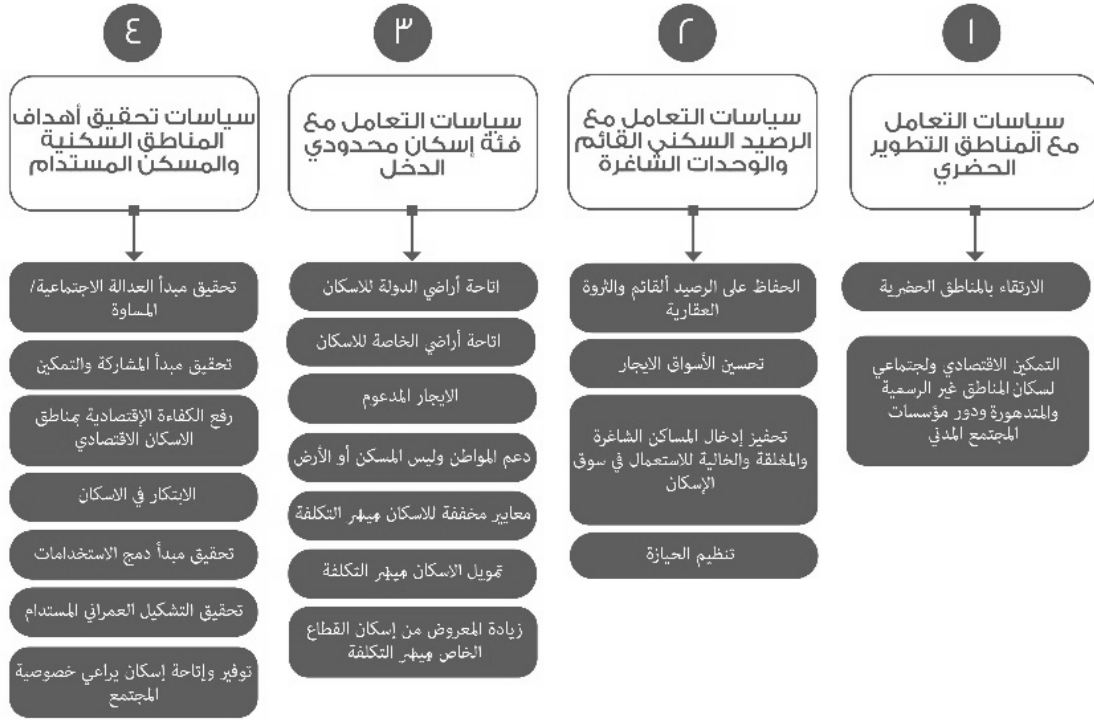 ١
سياسات التعامل
مع المناطق التطوير
الحضري
الارتقاء بالمناطق الحضرية
التمكين الاقتصادي ولجتماعي
لسكان المناطق غير الرسمية
والمتدهورة ودور مؤسسات
المجتمع المدني
٢
سياسات التعامل مع
الرصيد السكني القائم
والوحدات الشاغرة
الحفاظ على الرصيد ألقائم والثروة
العقارية
تحسين الأسواق الايجار
تحفيز إدخال المساكن الشاغرة
والمغلقة والخالية للاستعمال في سوق
الإسكان
تنظيم الحيازة
٣
سياسات التعامل مع
فئة إسكان محدودي
الدخل
اتاحة أراضي الدولة للاسكان
اتاحة أراضي الخاصة للاسكان
الايجار المدعوم
دعم المواطن وليس المسكن أو الأرض
معايير مخففة للاسكان ميسر التكلفة
تمويل الاسكان ميسر التكلفة
زيادة المعروض من إسكان القطاع
الخاص ميسر التكلفة
٤
سياسات تحقيق أهداف
المناطق السكنية
والمسكن المستدام
تحقيق مبدأ العدالة الاجتماعية/
المساوة
تحقيق مبدأ المشاركة والتمكين
رفع الكفاءة الإقتصادية بمناطق
الاسكان الاقتصادي
الابتكار في الاسكان
تحقيق مبدأ دمج الاستخدامات
تحقيق التشكيل العمراني المستدام
توفير وإتاحة إسكان يراعي خصوصية
المجتمع